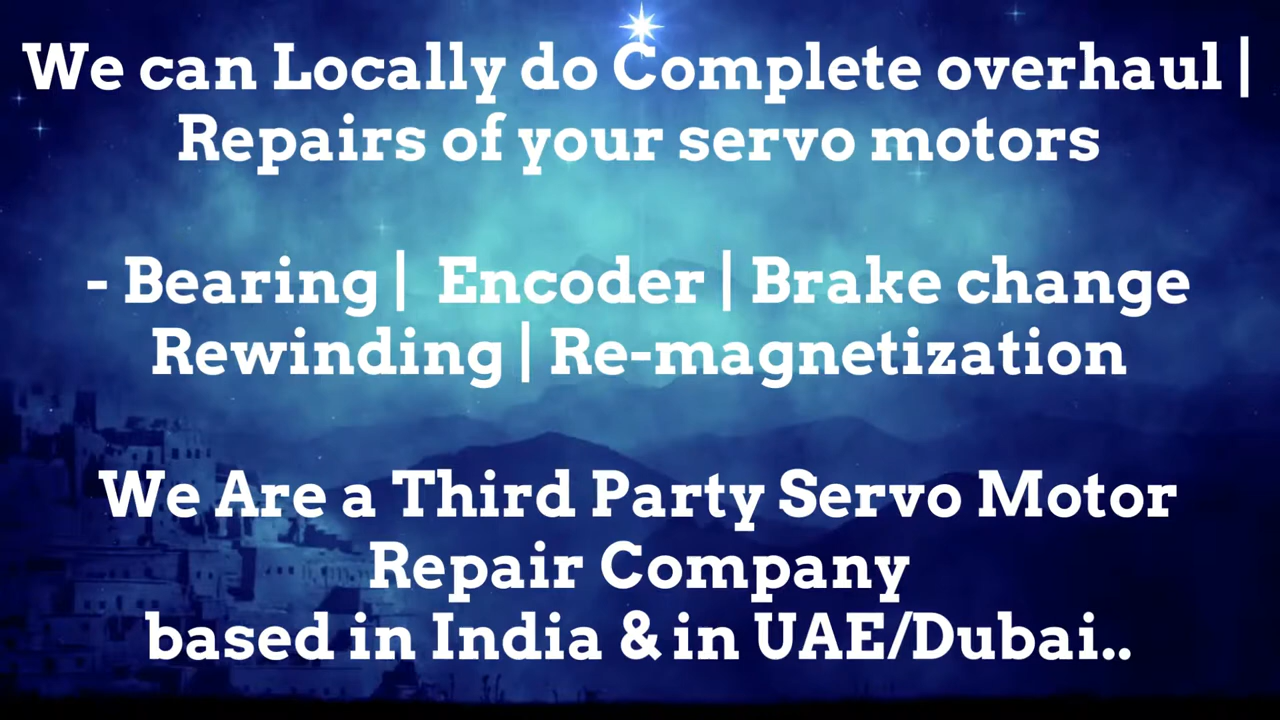 We can Locally do Complete overhaul |
Repairs of your servo motors
- Bearing | Encoder | Brake change
Rewinding | Re-magnetization
We Are a Third Party Servo Motor
Repair Company
based in India & in UAE/Dubai..